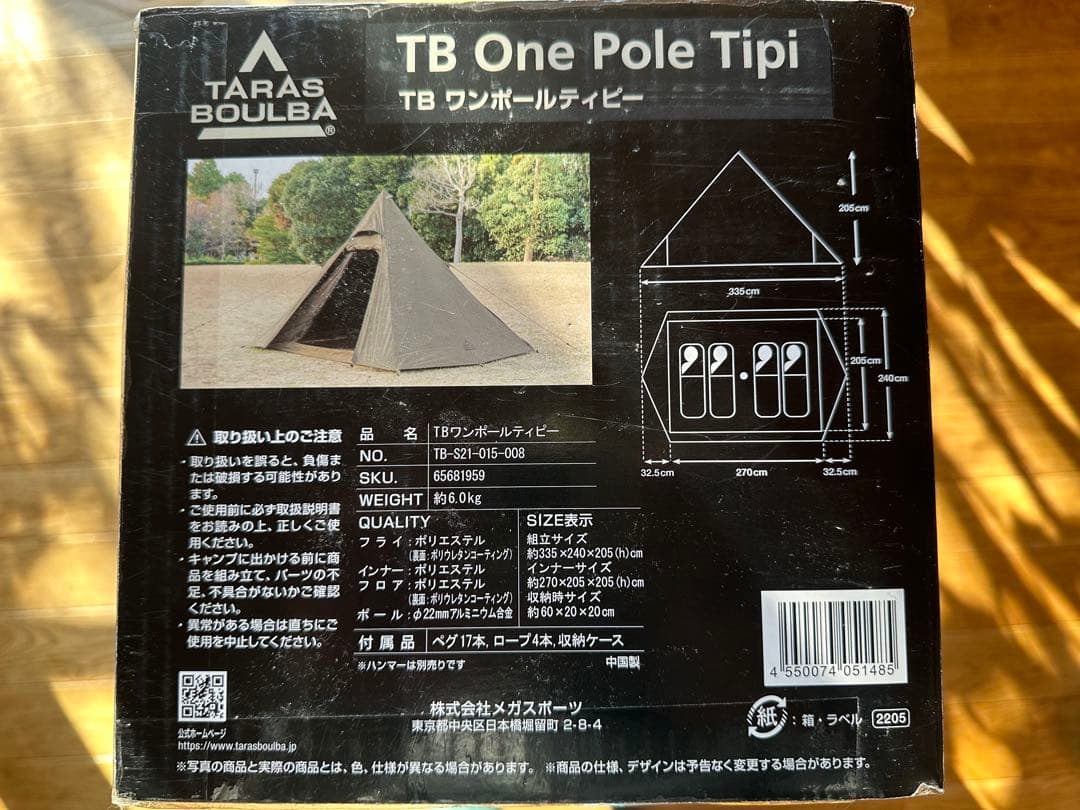 TARAS
BOULBA®
TB One Pole Tipi
TB ワンポールティピー
205cm
335cm
205cm
240cm
32.5cm
270cm
32.5cm
⚠ 取り扱い上のご注意
・取り扱いを誤ると、負傷ま
たは破損する可能性があり
ます。
・ご使用前に必ず取扱説明書
をお読みの上、正しくご使
用ください。
・キャンプに出かける前に商
品を組み立て、パーツの不
足、不具合がないかご確認
ください。
・異常がある場合は直ちにご
使用を中止してください。
品 名 TBワンポールティピー
NO. TB-S21-015-008
SKU. 65681959
WEIGHT 約6.0kg
QUALITY
フライ：ポリエステル
(裏面：ポリウレタンコーティング)
インナー：ポリエステル
フロア：ポリエステル
(裏面：ポリウレタンコーティング)
ポール：φ22mmアルミニウム合金
SIZE表示
組立サイズ
約335×240×205(h)cm
インナーサイズ
約270×205×205(h)cm
収納時サイズ
約60×20×20cm
付属品 ペグ17本, ロープ4本, 収納ケース
※ハンマーは別売りです
中国製
4 550074 051485
公式ホームページ
https://www.tarasboulba.jp
株式会社メガスポーツ
東京都中央区日本橋堀留町 2-8-4
紙：箱・ラベル 2205
※写真の商品と実際の商品とは、色、仕様が異なる場合があります。 ※商品の仕様、デザインは予告なく変更する場合があります。